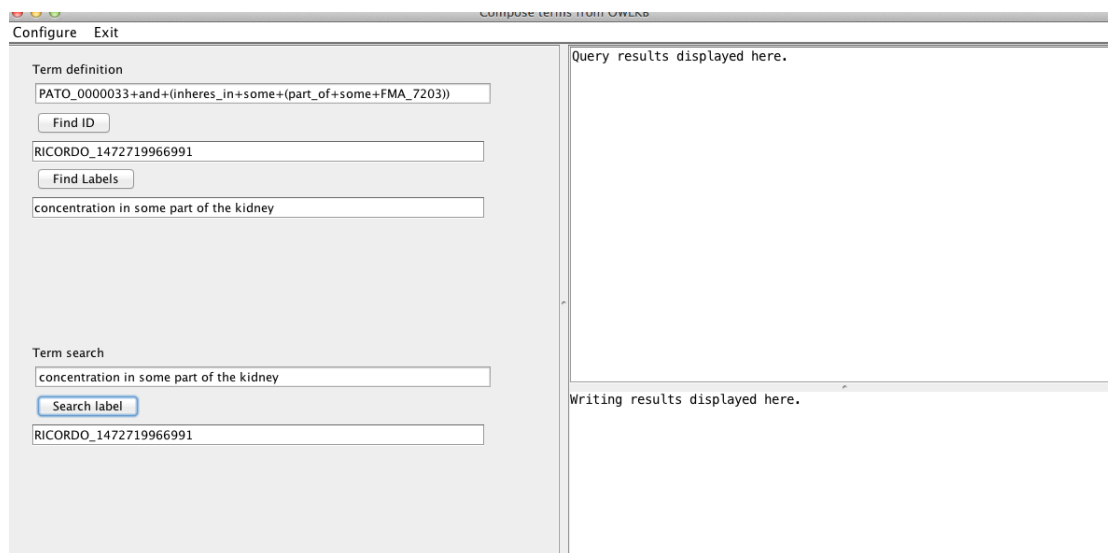 Compose terms from OWLKB
Configure Exit
Term definition
PATO_0000033+and+(inheres_in+some+(part_of+some+FMA_7203))
Find ID
RICORDO_1472719966991
Find Labels
concentration in some part of the kidney
Term search
concentration in some part of the kidney
Search label
RICORDO_1472719966991
Query results displayed here.
Writing results displayed here.